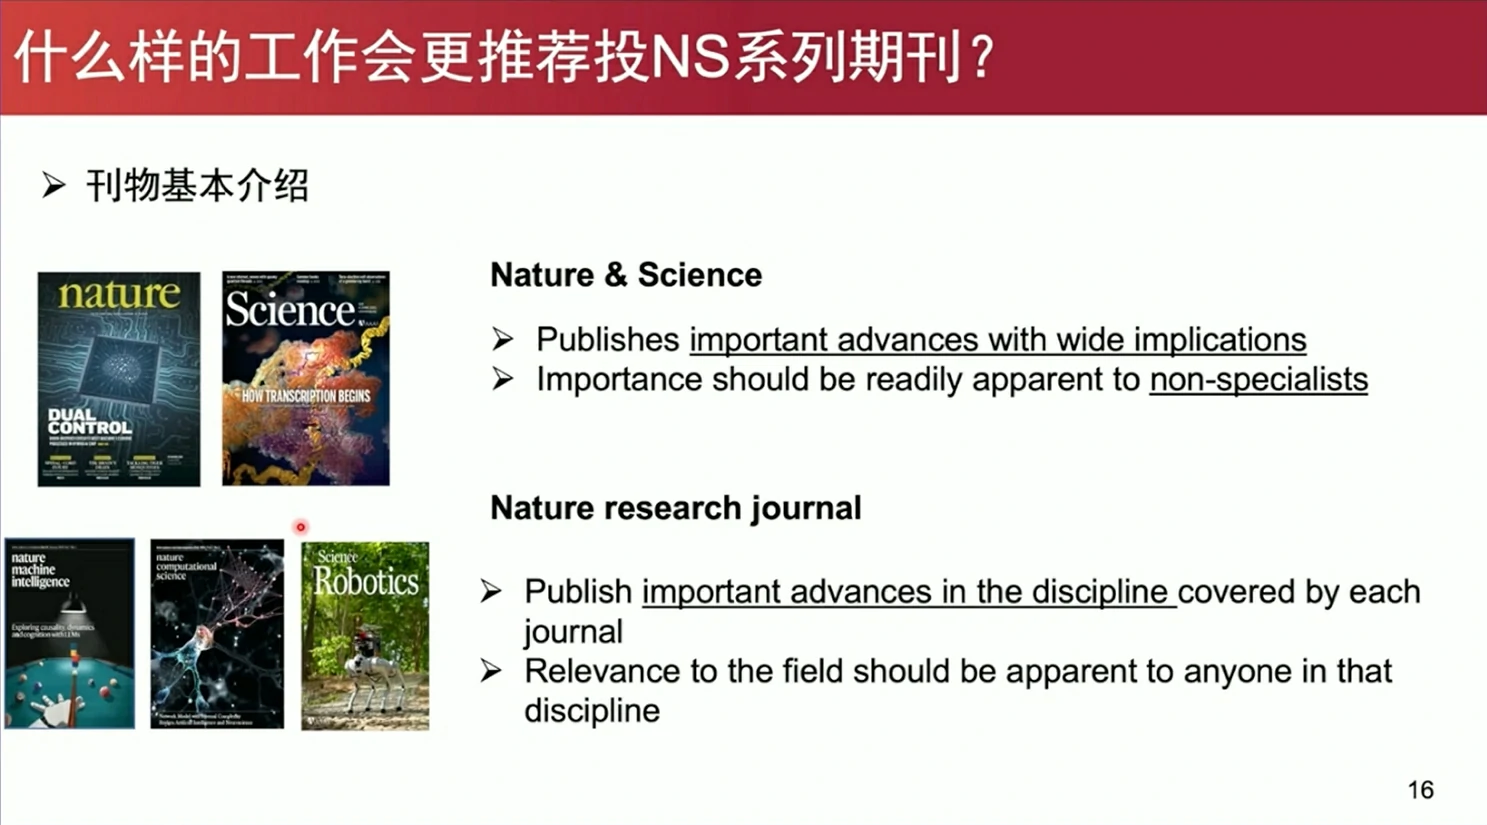 什么样的工作会更推荐投NS系列期刊？
刊物基本介绍
nature
DUAL
CONTROL
Science
AAAS
HOW TRANSCRIPTION BEGINS
Nature & Science
Publishes important advances with wide implications
Importance should be readily apparent to non-specialists
nature
machine
intelligence
Exploring causality, dynamics
and cognition with LLMs
nature
computational
science
Science
Robotics
Nature research journal
Publish important advances in the discipline covered by each
journal
Relevance to the field should be apparent to anyone in that
discipline
16